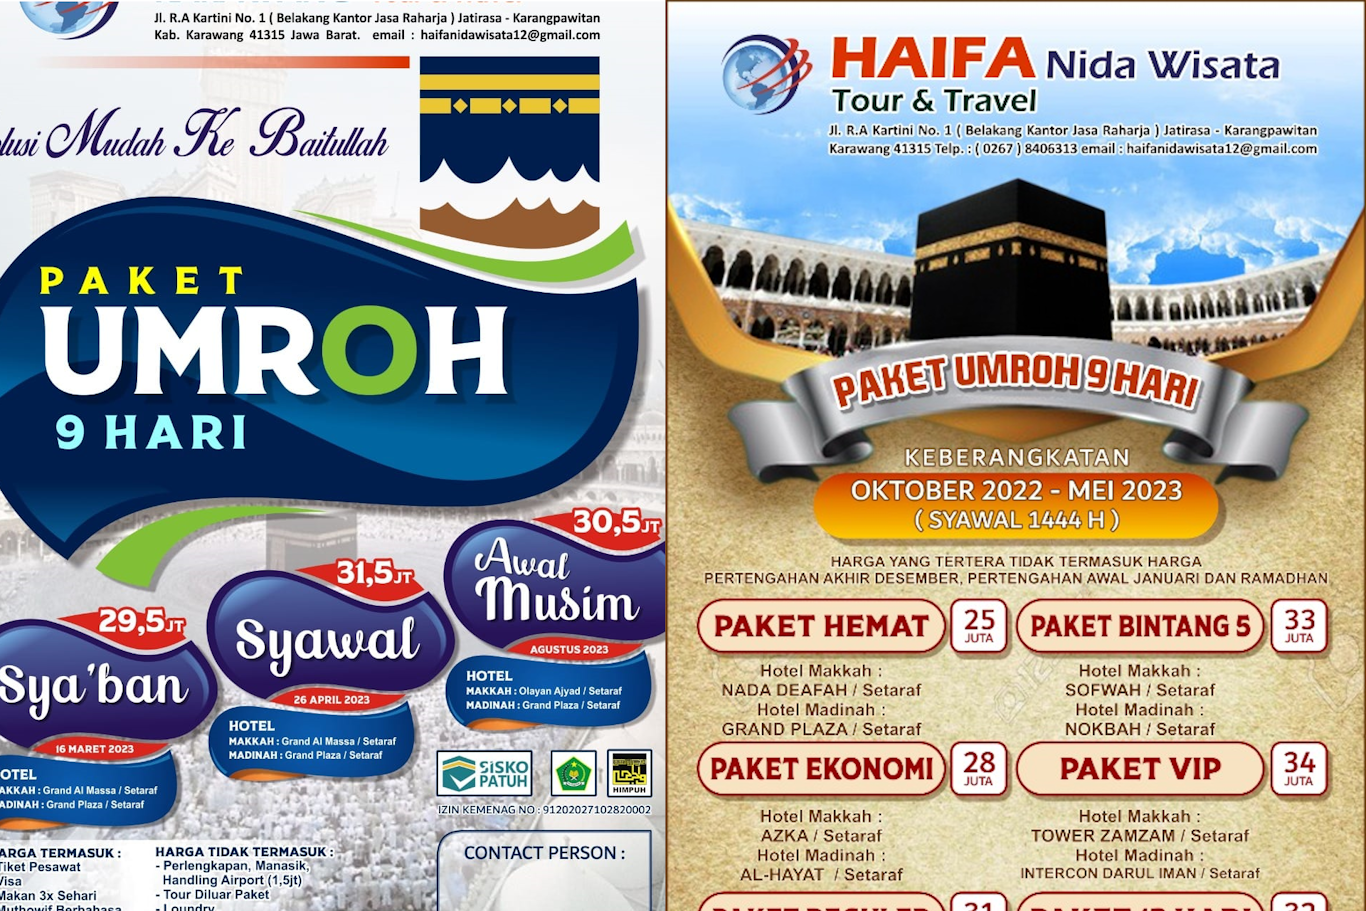 Jl. R.A Kartini No. 1 ( Belakang Kantor Jasa Raharja ) Jatirasa - Karangpawitan
Kab. Karawang 41315 Jawa Barat. email : haifanidawisata12@gmail.com
Mudah Ke Baitullah
PAKET
UMROH
9 HARI
29,5JT
Sya'ban
16 MARET 2023
: Grand Al Massa / Setaraf
: Grand Plaza / Setaraf
31,5JT
Syawal
26 APRIL 2023
HOTEL
MAKKAH : Grand Al Massa / Setaraf
MADINAH : Grand Plaza / Setaraf
30,5JT
Awal
Musim
AGUSTUS 2023
HOTEL
MAKKAH : Olayan Ajyad / Setaraf
MADINAH : Grand Plaza / Setaraf
SiSKO
PATUH
HIMPUH
IZIN KEMENAG NO : 91202027102820002
TERMASUK :
Tiket Pesawat
Visa
Makan 3x Sehari
HARGA TIDAK TERMASUK :
- Perlengkapan, Manasik,
Handling Airport (1,5jt)
- Tour Diluar Paket
- Loundry
CONTACT PERSON :
HAIFA Nida Wisata
Tour & Travel
Jl. R.A Kartini No. 1 ( Belakang Kantor Jasa Raharja ) Jatirasa - Karangpawitan
Karawang 41315 Telp. : ( 0267 ) 8406313 email : haifanidawisata12@gmail.com
PAKET UMROH 9 HARI
KEBERANGKATAN
OKTOBER 2022 - MEI 2023
( SYAWAL 1444 H )
HARGA YANG TERTERA TIDAK TERMASUK HARGA
PERTENGAHAN AKHIR DESEMBER, PERTENGAHAN AWAL JANUARI DAN RAMADHAN
PAKET HEMAT 25 JUTA
Hotel Makkah :
NADA DEAFAH / Setaraf
Hotel Madinah :
GRAND PLAZA / Setaraf
PAKET BINTANG 5 33 JUTA
Hotel Makkah :
SOFWAH / Setaraf
Hotel Madinah :
NOKBAH / Setaraf
PAKET EKONOMI 28 JUTA
Hotel Makkah :
AZKA / Setaraf
Hotel Madinah :
AL-HAYAT / Setaraf
PAKET VIP 34 JUTA
Hotel Makkah :
TOWER ZAMZAM / Setaraf
Hotel Madinah :
INTERCON DARUL IMAN / Setaraf